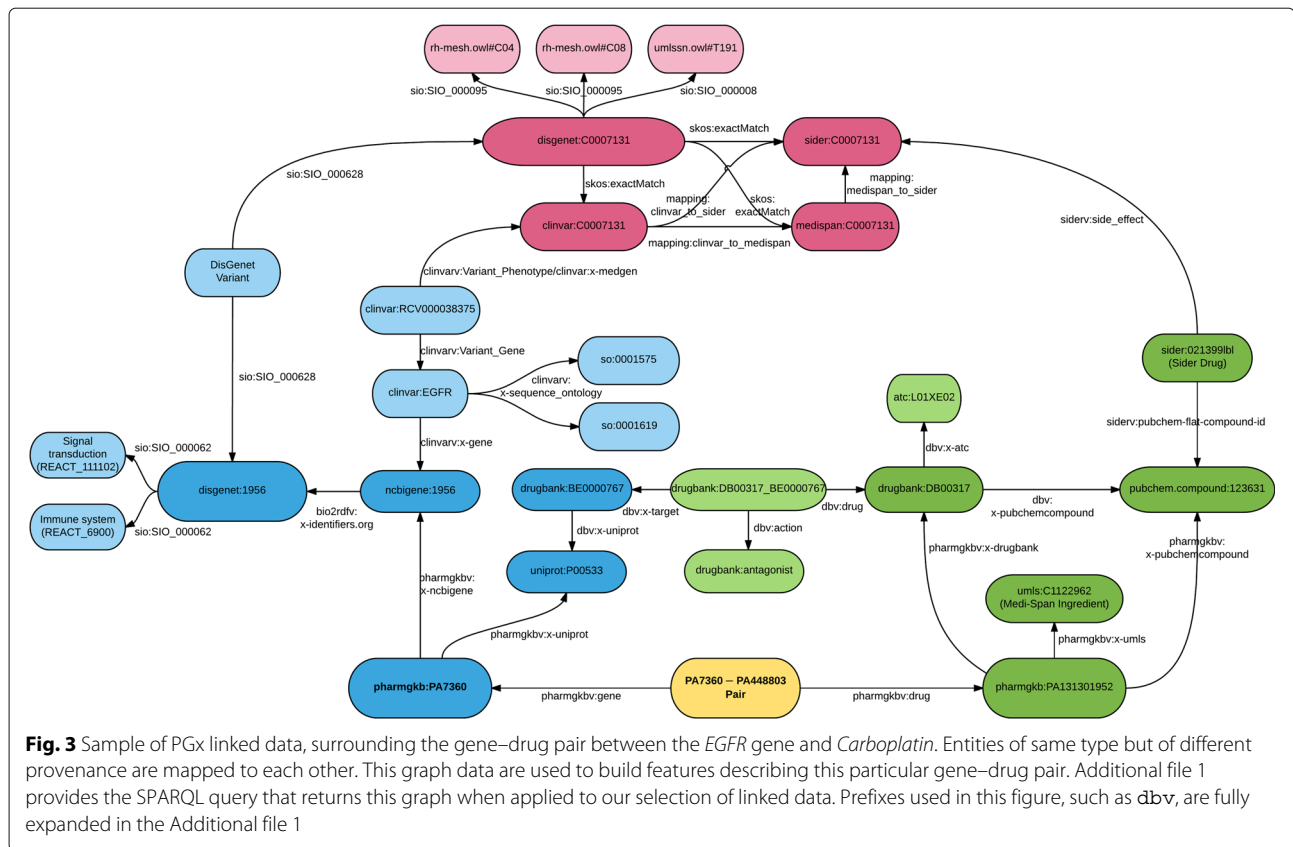 rh-mesh.owl#C04
rh-mesh.owl#C08
umlssn.owl#T191
sio:SIO_000095
sio:SIO_000095
sio:SIO_000008
disgenet:C0007131
skos:exactMatch
sider:C0007131
sio:SIO_000628
skos:exactMatch
mapping:
clinvar_to_sider
skos:
exactMatch
mapping:
medispan_to_sider
clinvar:C0007131
medispan:C0007131
mapping:clinvar_to_medispan
siderv:side_effect
DisGenet
Variant
clinvarv:Variant_Phenotype/clinvar:x-medgen
clinvar:RCV000038375
clinvarv:Variant_Gene
so:0001575
sider:021399lbl
(Sider Drug)
sio:SIO_000628
clinvar:EGFR
clinvarv:
x-sequence_ontology
atc:L01XE02
so:0001619
siderv:pubchem-flat-compound-id
Signal
transduction
(REACT_111102)
sio:SIO_000062
clinvarv:x-gene
dbv:x-atc
disgenet:1956
ncbigene:1956
drugbank:BE0000767
drugbank:DB00317_BE0000767
drugbank:DB00317
pubchem.compound:123631
bio2rdfv:
x-identifiers.org
dbv:x-target
dbv:drug
dbv:
x-pubchemcompound
Immune system
(REACT_6900)
sio:SIO_000062
dbv:x-uniprot
dbv:action
pharmgkbv:x-drugbank
pharmgkbv:
x-pubchemcompound
uniprot:P00533
drugbank:antagonist
pharmgkbv:
x-ncbigene
umls:C1122962
(Medi-Span Ingredient)
pharmgkbv:x-uniprot
pharmgkbv:x-umls
pharmgkb:PA7360
pharmgkbv:gene
PA7360 – PA448803
Pair
pharmgkbv:drug
pharmgkb:PA131301952
Fig. 3 Sample of PGx linked data, surrounding the gene–drug pair between the EGFR gene and Carboplatin. Entities of same type but of different
provenance are mapped to each other. This graph data are used to build features describing this particular gene–drug pair. Additional file 1
provides the SPARQL query that returns this graph when applied to our selection of linked data. Prefixes used in this figure, such as dbv, are fully
expanded in the Additional file 1